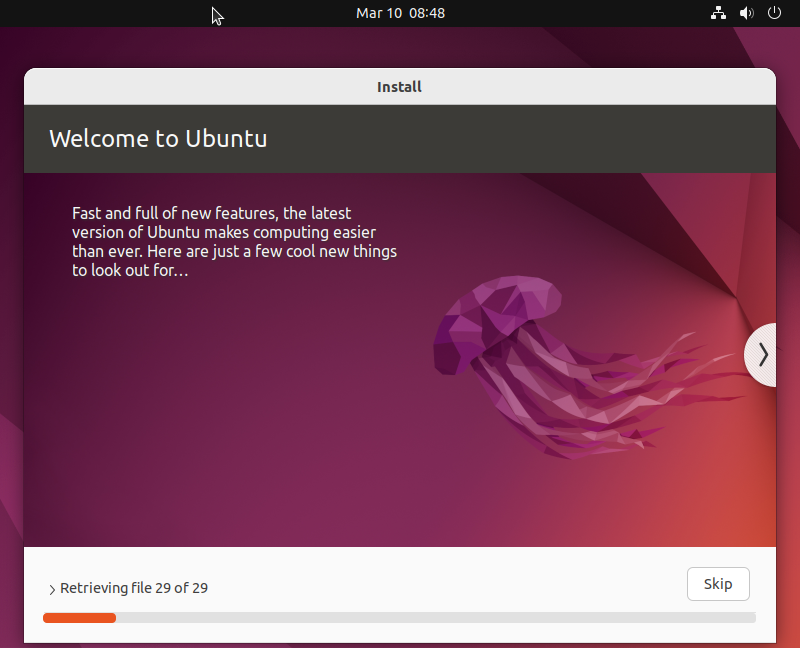 Mar 10 08:48
Install
Welcome to Ubuntu
Fast and full of new features, the latest
version of Ubuntu makes computing easier
than ever. Here are just a few cool new things
to look out for…
Retrieving file 29 of 29
Skip